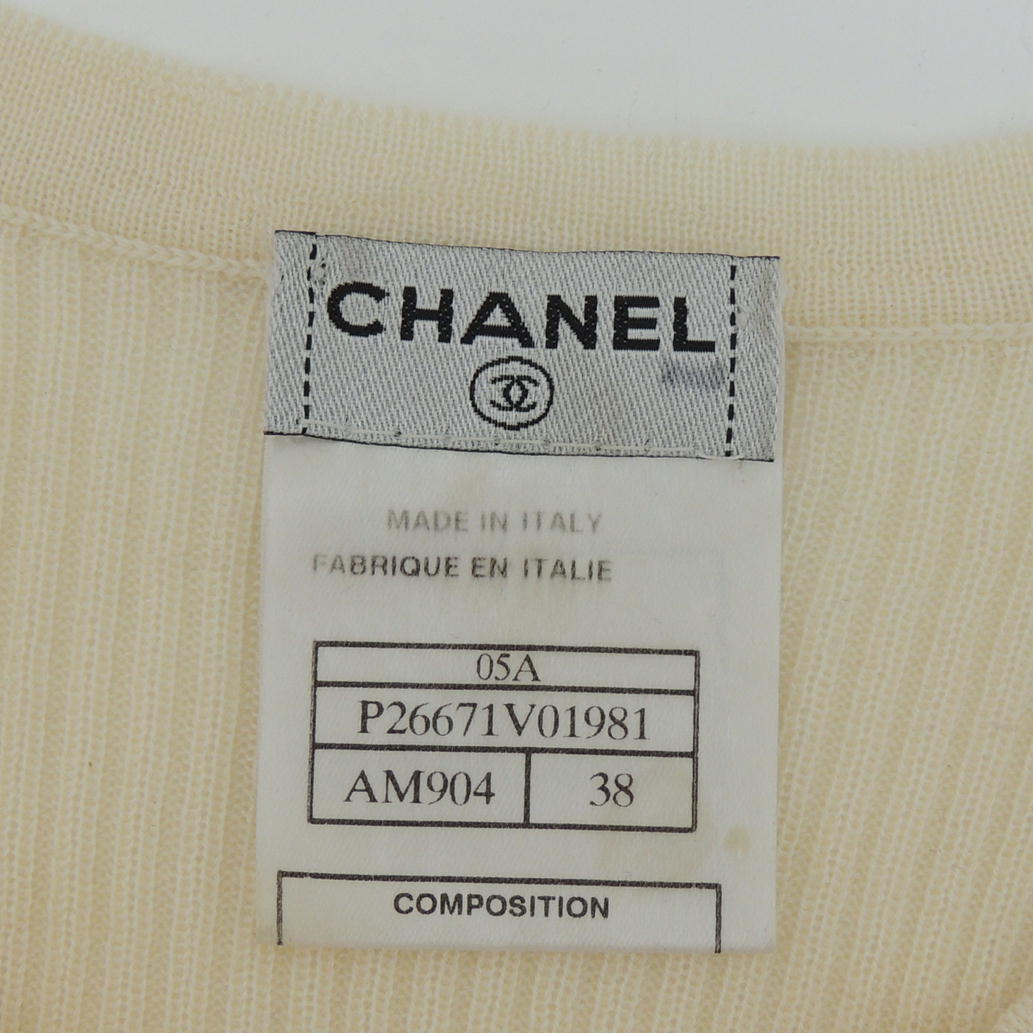 CHANEL
MADE IN ITALY
FABRIQUE EN ITALIE
05A
P26671V01981
AM904 38
COMPOSITION